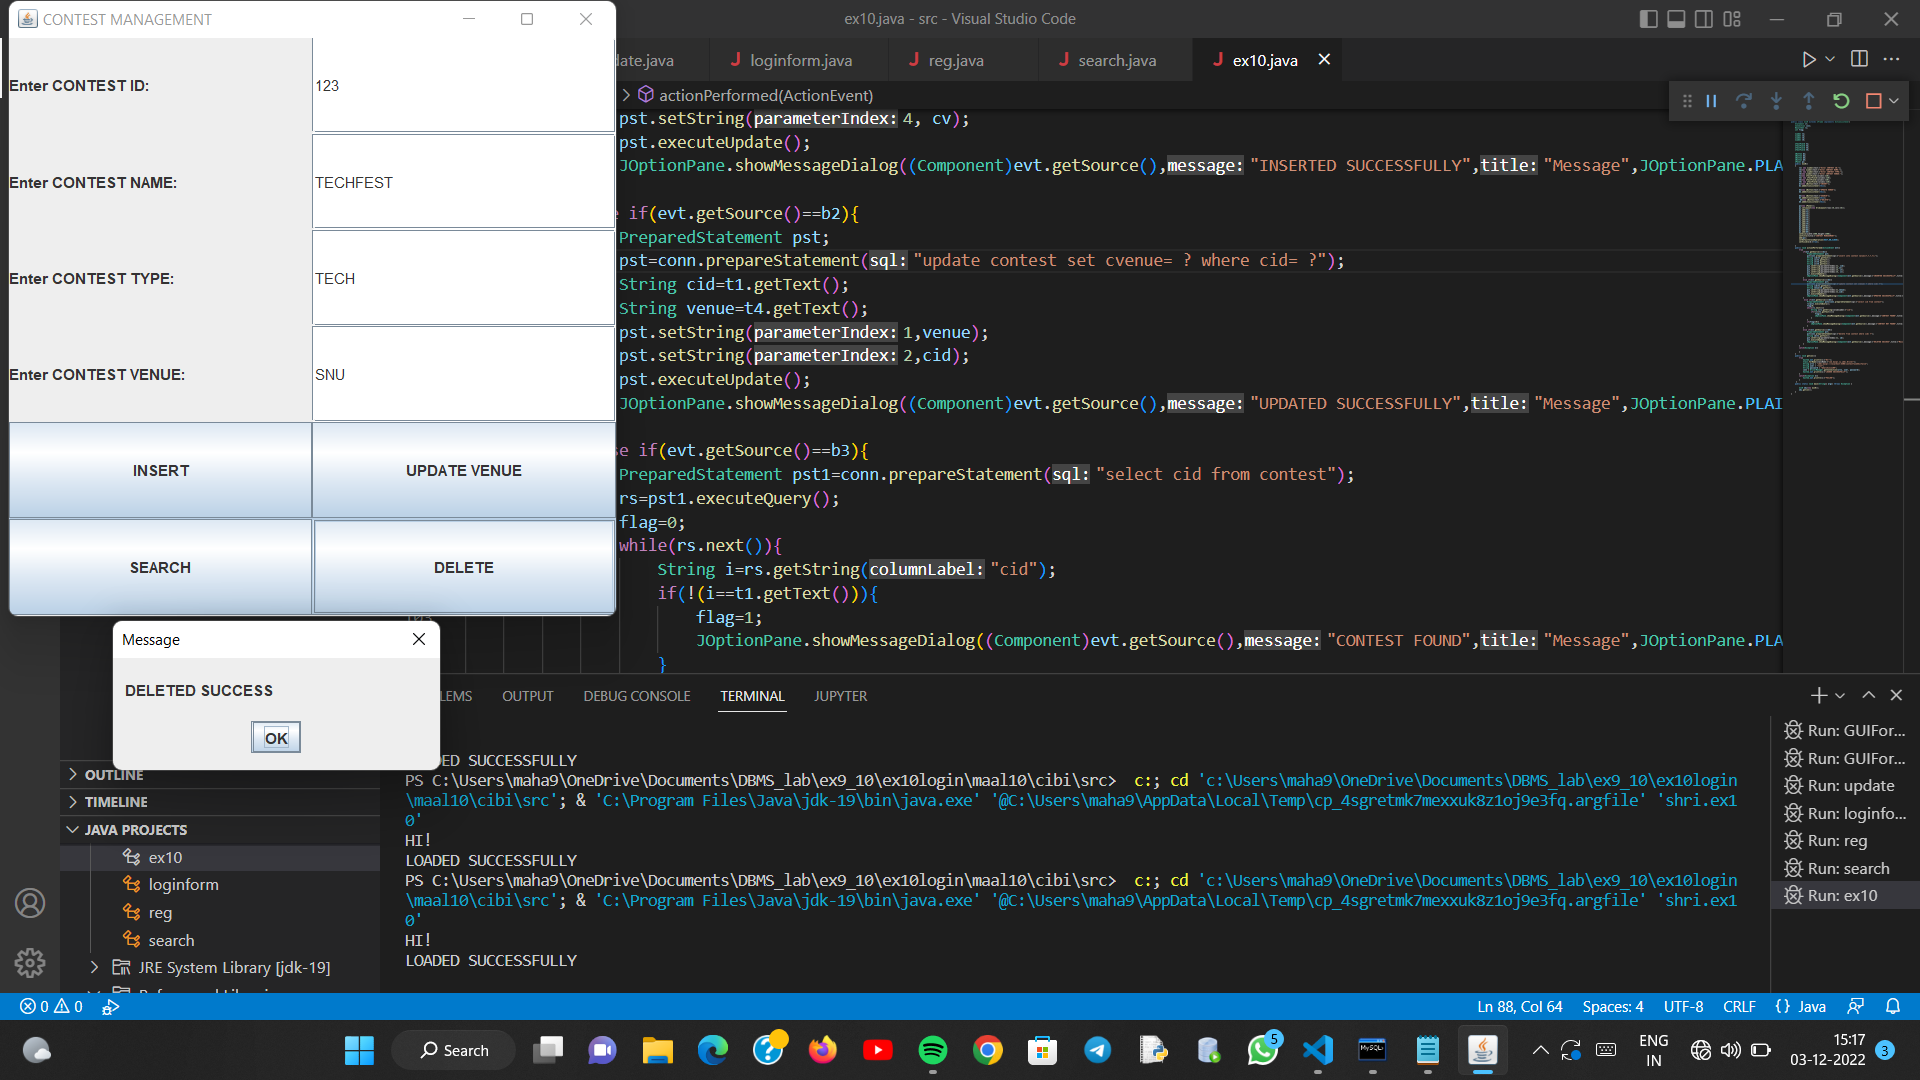 CONTEST MANAGEMENT
Enter CONTEST ID:
123
Enter CONTEST NAME:
TECHFEST
Enter CONTEST TYPE:
TECH
Enter CONTEST VENUE:
SNU
INSERT
UPDATE VENUE
SEARCH
DELETE
Message
DELETED SUCCESS
OK
ex10.java - src - Visual Studio Code
date.java
loginform.java
reg.java
search.java
ex10.java
actionPerformed(ActionEvent)
pst.setString(parameterIndex: 4, cv);
pst.executeUpdate();
JOptionPane.showMessageDialog((Component)evt.getSource(),message: "INSERTED SUCCESSFULLY",title: "Message",JOptionPane.PLAI
e if(evt.getSource()==b2){
PreparedStatement pst;
pst=conn.prepareStatement(sql: "update contest set cvenue= ? where cid= ?");
String cid=t1.getText();
String venue=t4.getText();
pst.setString(parameterIndex: 1,venue);
pst.setString(parameterIndex: 2,cid);
pst.executeUpdate();
JOptionPane.showMessageDialog((Component)evt.getSource(),message: "UPDATED SUCCESSFULLY",title: "Message",JOptionPane.PLAI
se if(evt.getSource()==b3){
PreparedStatement pst1=conn.prepareStatement(sql: "select cid from contest");
rs=pst1.executeQuery();
flag=0;
while(rs.next()){
String i=rs.getString(columnLabel: "cid");
if(!(i==t1.getText())){
flag=1;
JOptionPane.showMessageDialog((Component)evt.getSource(),message: "CONTEST FOUND",title: "Message",JOptionPane.PLAI
}
LEMS
OUTPUT
DEBUG CONSOLE
TERMINAL
JUPYTER
ED SUCCESSFULLY
PS C:\Users\maha9\OneDrive\Documents\DBMS_lab\ex9_10\ex10login\maal10\cibi\src>  c:; cd 'c:\Users\maha9\OneDrive\Documents\DBMS_lab\ex9_10\ex10login
\maal10\cibi\src'; & 'C:\Program Files\Java\jdk-19\bin\java.exe' '@C:\Users\maha9\AppData\Local\Temp\cp_4sgretmk7mexxuk8z1oj9e3fq.argfile' 'shri.ex1
0'
HI!
LOADED SUCCESSFULLY
PS C:\Users\maha9\OneDrive\Documents\DBMS_lab\ex9_10\ex10login\maal10\cibi\src>  c:; cd 'c:\Users\maha9\OneDrive\Documents\DBMS_lab\ex9_10\ex10login
\maal10\cibi\src'; & 'C:\Program Files\Java\jdk-19\bin\java.exe' '@C:\Users\maha9\AppData\Local\Temp\cp_4sgretmk7mexxuk8z1oj9e3fq.argfile' 'shri.ex1
0'
HI!
LOADED SUCCESSFULLY
Run: GUIFor...
Run: GUIFor...
Run: update
Run: loginfo...
Run: reg
Run: search
Run: ex10
OUTLINE
TIMELINE
JAVA PROJECTS
ex10
loginform
reg
search
JRE System Library [jdk-19]
0 0
Ln 88, Col 64
Spaces: 4
UTF-8
CRLF
{ } Java
Search
5
ENG
IN
15:17
03-12-2022
3